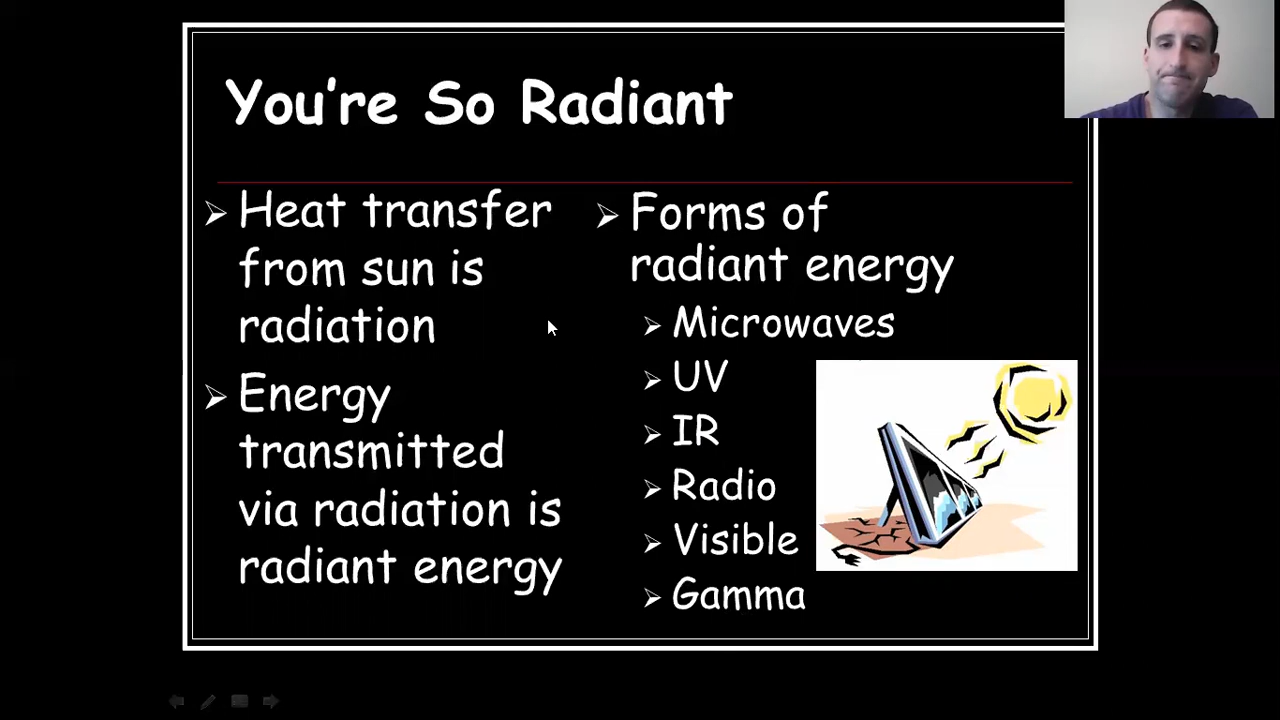 You're So Radiant
Heat transfer
from sun is
radiation
Energy
transmitted
via radiation is
radiant energy
Forms of
radiant energy
Microwaves
UV
IR
Radio
Visible
Gamma